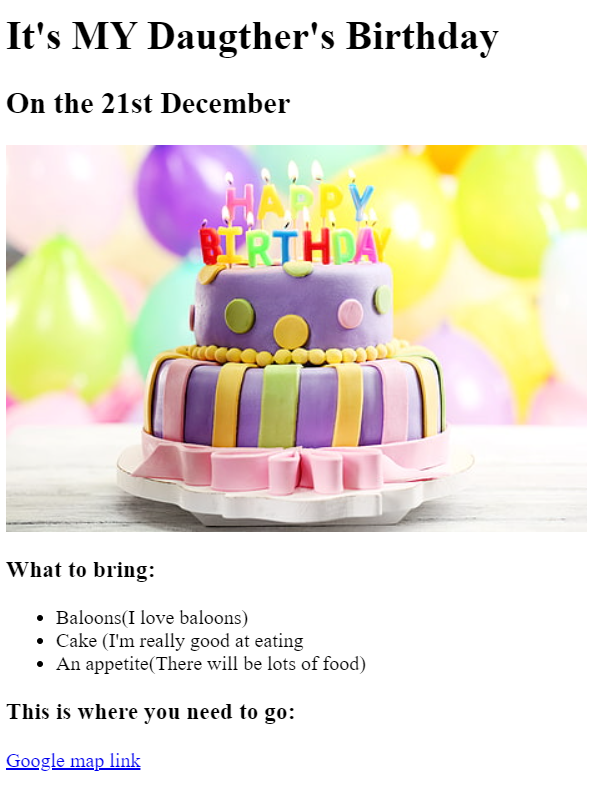 It's MY Daugther's Birthday
On the 21st December
HAPPY
BIRTHDAY
What to bring:
Baloons(I love baloons)
Cake (I'm really good at eating
An appetite(There will be lots of food)
This is where you need to go:
Google map link